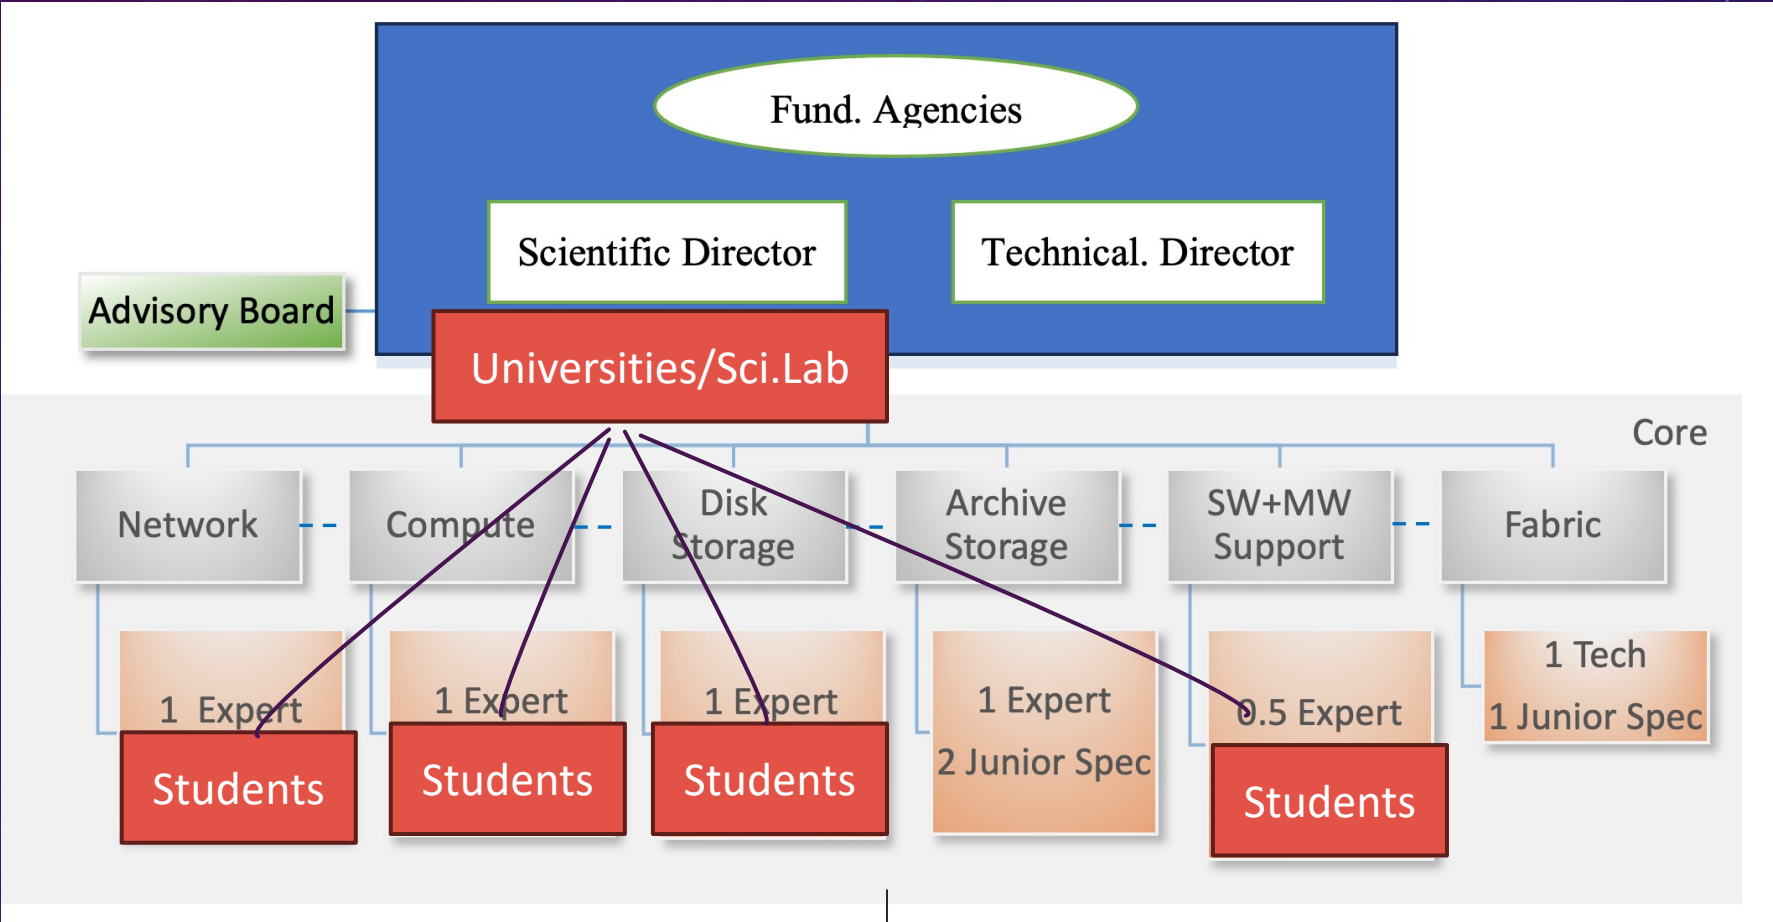 Fund. Agencies
Scientific Director
Technical. Director
Advisory Board
Universities/Sci.Lab
Core
Network
Compute
Disk
Storage
Archive
Storage
SW+MW
Support
Fabric
1 Expert
Students
1 Expert
Students
1 Expert
Students
1 Expert
2 Junior Spec
0.5 Expert
Students
1 Tech
1 Junior Spec